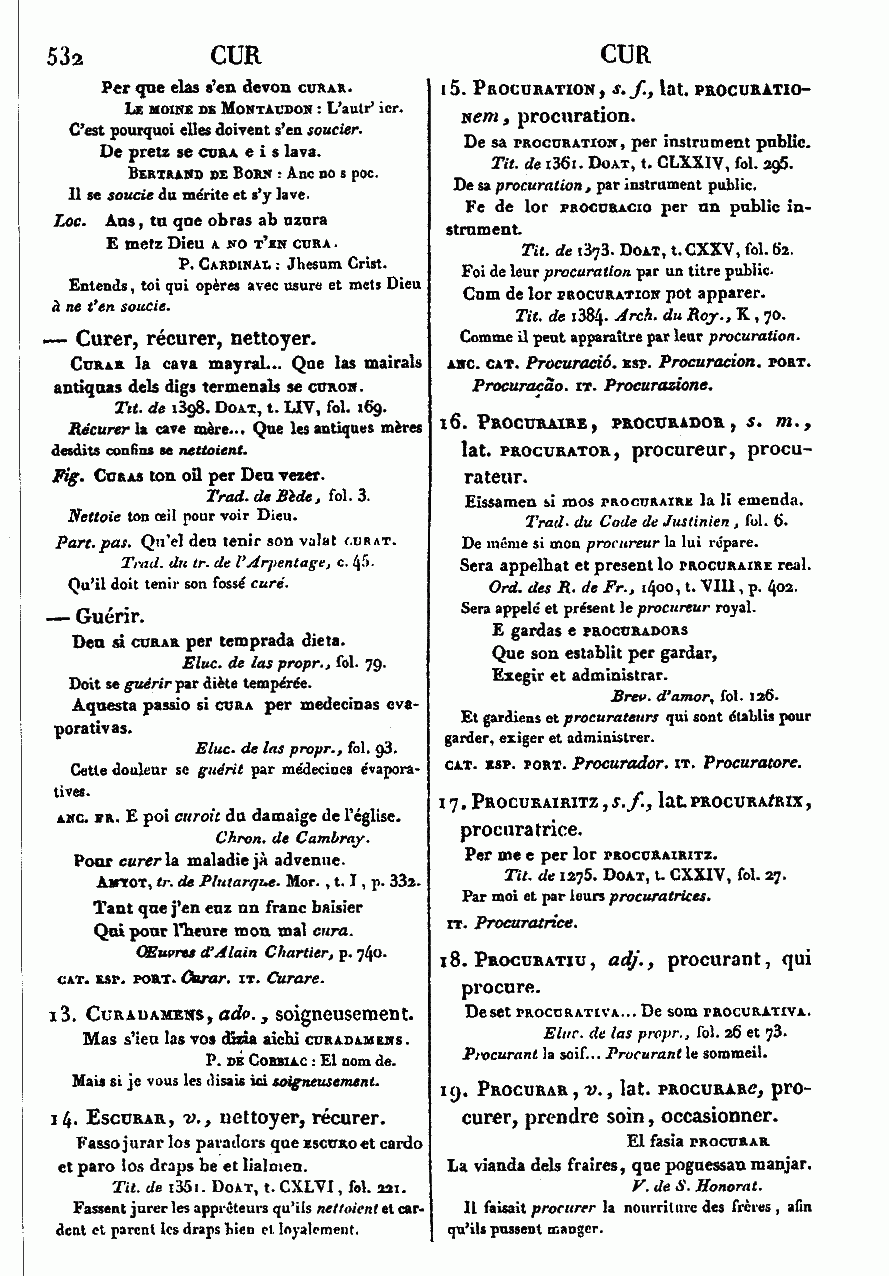 532 CUR CUR
Per que elas s'en devon CURAR.
LE MOINE DE MONTAUDON : L'autr' ier.
C'est pourquoi elles doivent s'en soucier.
De pretz se CURA e i s lava.
BERTRAND DE BORN : Anc no s poc.
Il se soucie du mérite et s'y lave.
Loc. Aus, tu que obras ab uzura
E metz Dieu A NO T'EN CURA.
P. CARDINAL : Jhesum Crist.
Entends, toi qui opères avec usure et mets Dieu
à ne t'en soucie.
— Curer, récurer, nettoyer.
CURAR la cava mayral... Que las mairals
antiquas dels digs termenals se CURON.
Tit. de 1398. DOAT, t. LIV, fol. 169.
Récurer la cave mère... Que les antiques mères
desdits confins se nettoient.
Fig. CURAS ton oil per Deu vezer.
Trad. de Bède, fol. 3.
Nettoie ton œil pour voir Dieu.
Part. pas. Qu'el deu tenir son valat CURAT.
Trad. du tr. de l'Arpentage, c. 45.
Qu'il doit tenir son fossé curé.
— Guérir.
Deu si CURAR per temprada dieta.
Eluc. de las propr., fol. 79.
Doit se guérir par diète tempérée.
Aquesta passio si CURA per medecinas eva-
porativas.
Eluc. de las propr., fol. 93.
Cette douleur se guérit par médecines évapora-
tives.
ANC. FR. E poi curoit du damaige de l'église.
Chron. de Cambray.
Pour curer la maladie jà advenue.
AMYOT, tr. de Plutarque. Mor., t. I, p. 332.
Tant que j'en euz un franc baisier
Qui pour l'heure mon mal cura.
Œuvres d'Alain Chartier, p. 740.
CAT. ESP. PORT. Curar. IT. Curare.
13. CURADAMENS, adv., soigneusement.
Mas s'ieu las vos dizia aichi CURADAMENS.
P. DE CORBIAC : El nom de.
Mais si je vous les disais ici soigneusement.
14. ESCURAR, v., nettoyer, récurer.
Fasso jurar los paradors que ESCURO et cardo
et paro los draps be et lialmen.
Tit. de 1351. DOAT, t. CXLVI, fol. 221.
Fassent jurer les apprêteurs qu'ils nettoient et car-
dent et parent les draps bien et loyalement.
15. PROCURATION, s. f., lat. PROCURATIO-
NEM, procuration.
De sa PROCURATION, per instrument public.
Tit. de 1361. DOAT, t. CLXXIV, fol. 295.
De sa procuration, par instrument public.
Fe de lor PROCURACIO per un public in-
strument.
Tit. de 1373. DOAT, t. CXXV, fol. 62.
Foi de leur procuration par un titre public.
Cum de lor PROCURATION pot apparer.
Tit. de 1384. Arch. du Roy., K, 70.
Comme il peut apparaître par leur procuration.
ANC. CAT. Procuració. ESP. Procuracion. PORT.
Procuração. IT. Procurazione.
16. PROCURAIRE, PROCURADOR, s. m.,
lat. PROCURATOR, procureur, procu-
rateur.
Eissamen si mos PROCURAIRE la li emenda.
Trad. du Code de Justinien, fol. 6.
De même si mon procureur la lui répare.
Sera appelhat et present lo PROCURAIRE real.
Ord. des R. de Fr., 1400, t. VIII, p. 402.
Sera appelé et présent le procureur royal.
E gardas e PROCURADORS
Que son establit per gardar,
Exegir et administrar.
Brev. d'amor, fol. 126.
Et gardiens et procurateurs qui sont établis pour
garder, exiger et administrer.
CAT. ESP. PORT. Procurador. IT. Procuratore.
17. PROCURAIRITZ, s. f., lat. PROCURATRIX,
procuratrice.
Per me e per lor PROCURAIRITZ.
Tit. de 1275. DOAT, t. CXXIV, fol. 27.
Par moi et par leurs procuratrices.
IT. Procuratrice.
18. PROCURATIU, adj., procurant, qui
procure.
De set PROCURATIVA... De som PROCURATIVA.
Eluc. de las propr., fol. 26 et 73.
Procurant la soif... Procurant le sommeil.
19. PROCURAR, v., lat. PROCURARE, pro-
curer, prendre soin, occasionner.
El fasia PROCURAR
La vianda dels fraires, que poguessan manjar.
V. de S. Honorat.
Il faisait procurer la nourriture des frères, afin
qu'ils pussent manger.